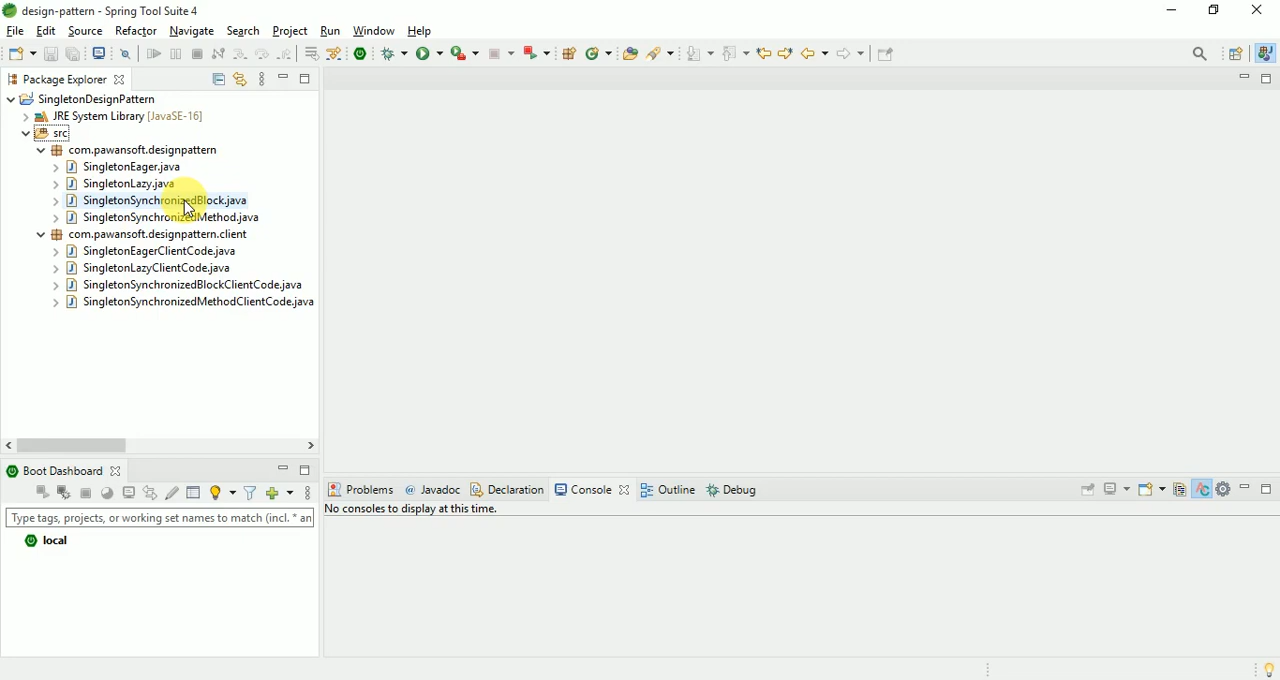 design-pattern - Spring Tool Suite 4
File Edit Source Refactor Navigate Search Project Run Window Help
Package Explorer
SingletonDesignPattern
JRE System Library [JavaSE-16]
src
com.pawansoft.designpattern
SingletonEager.java
SingletonLazy.java
SingletonSynchronizedBlock.java
SingletonSynchronizedMethod.java
com.pawansoft.designpattern.client
SingletonEagerClientCode.java
SingletonLazyClientCode.java
SingletonSynchronizedBlockClientCode.java
SingletonSynchronizedMethodClientCode.java
Boot Dashboard
Type tags, projects, or working set names to match (incl. * an
local
Problems Javadoc Declaration Console Outline Debug
No consoles to display at this time.